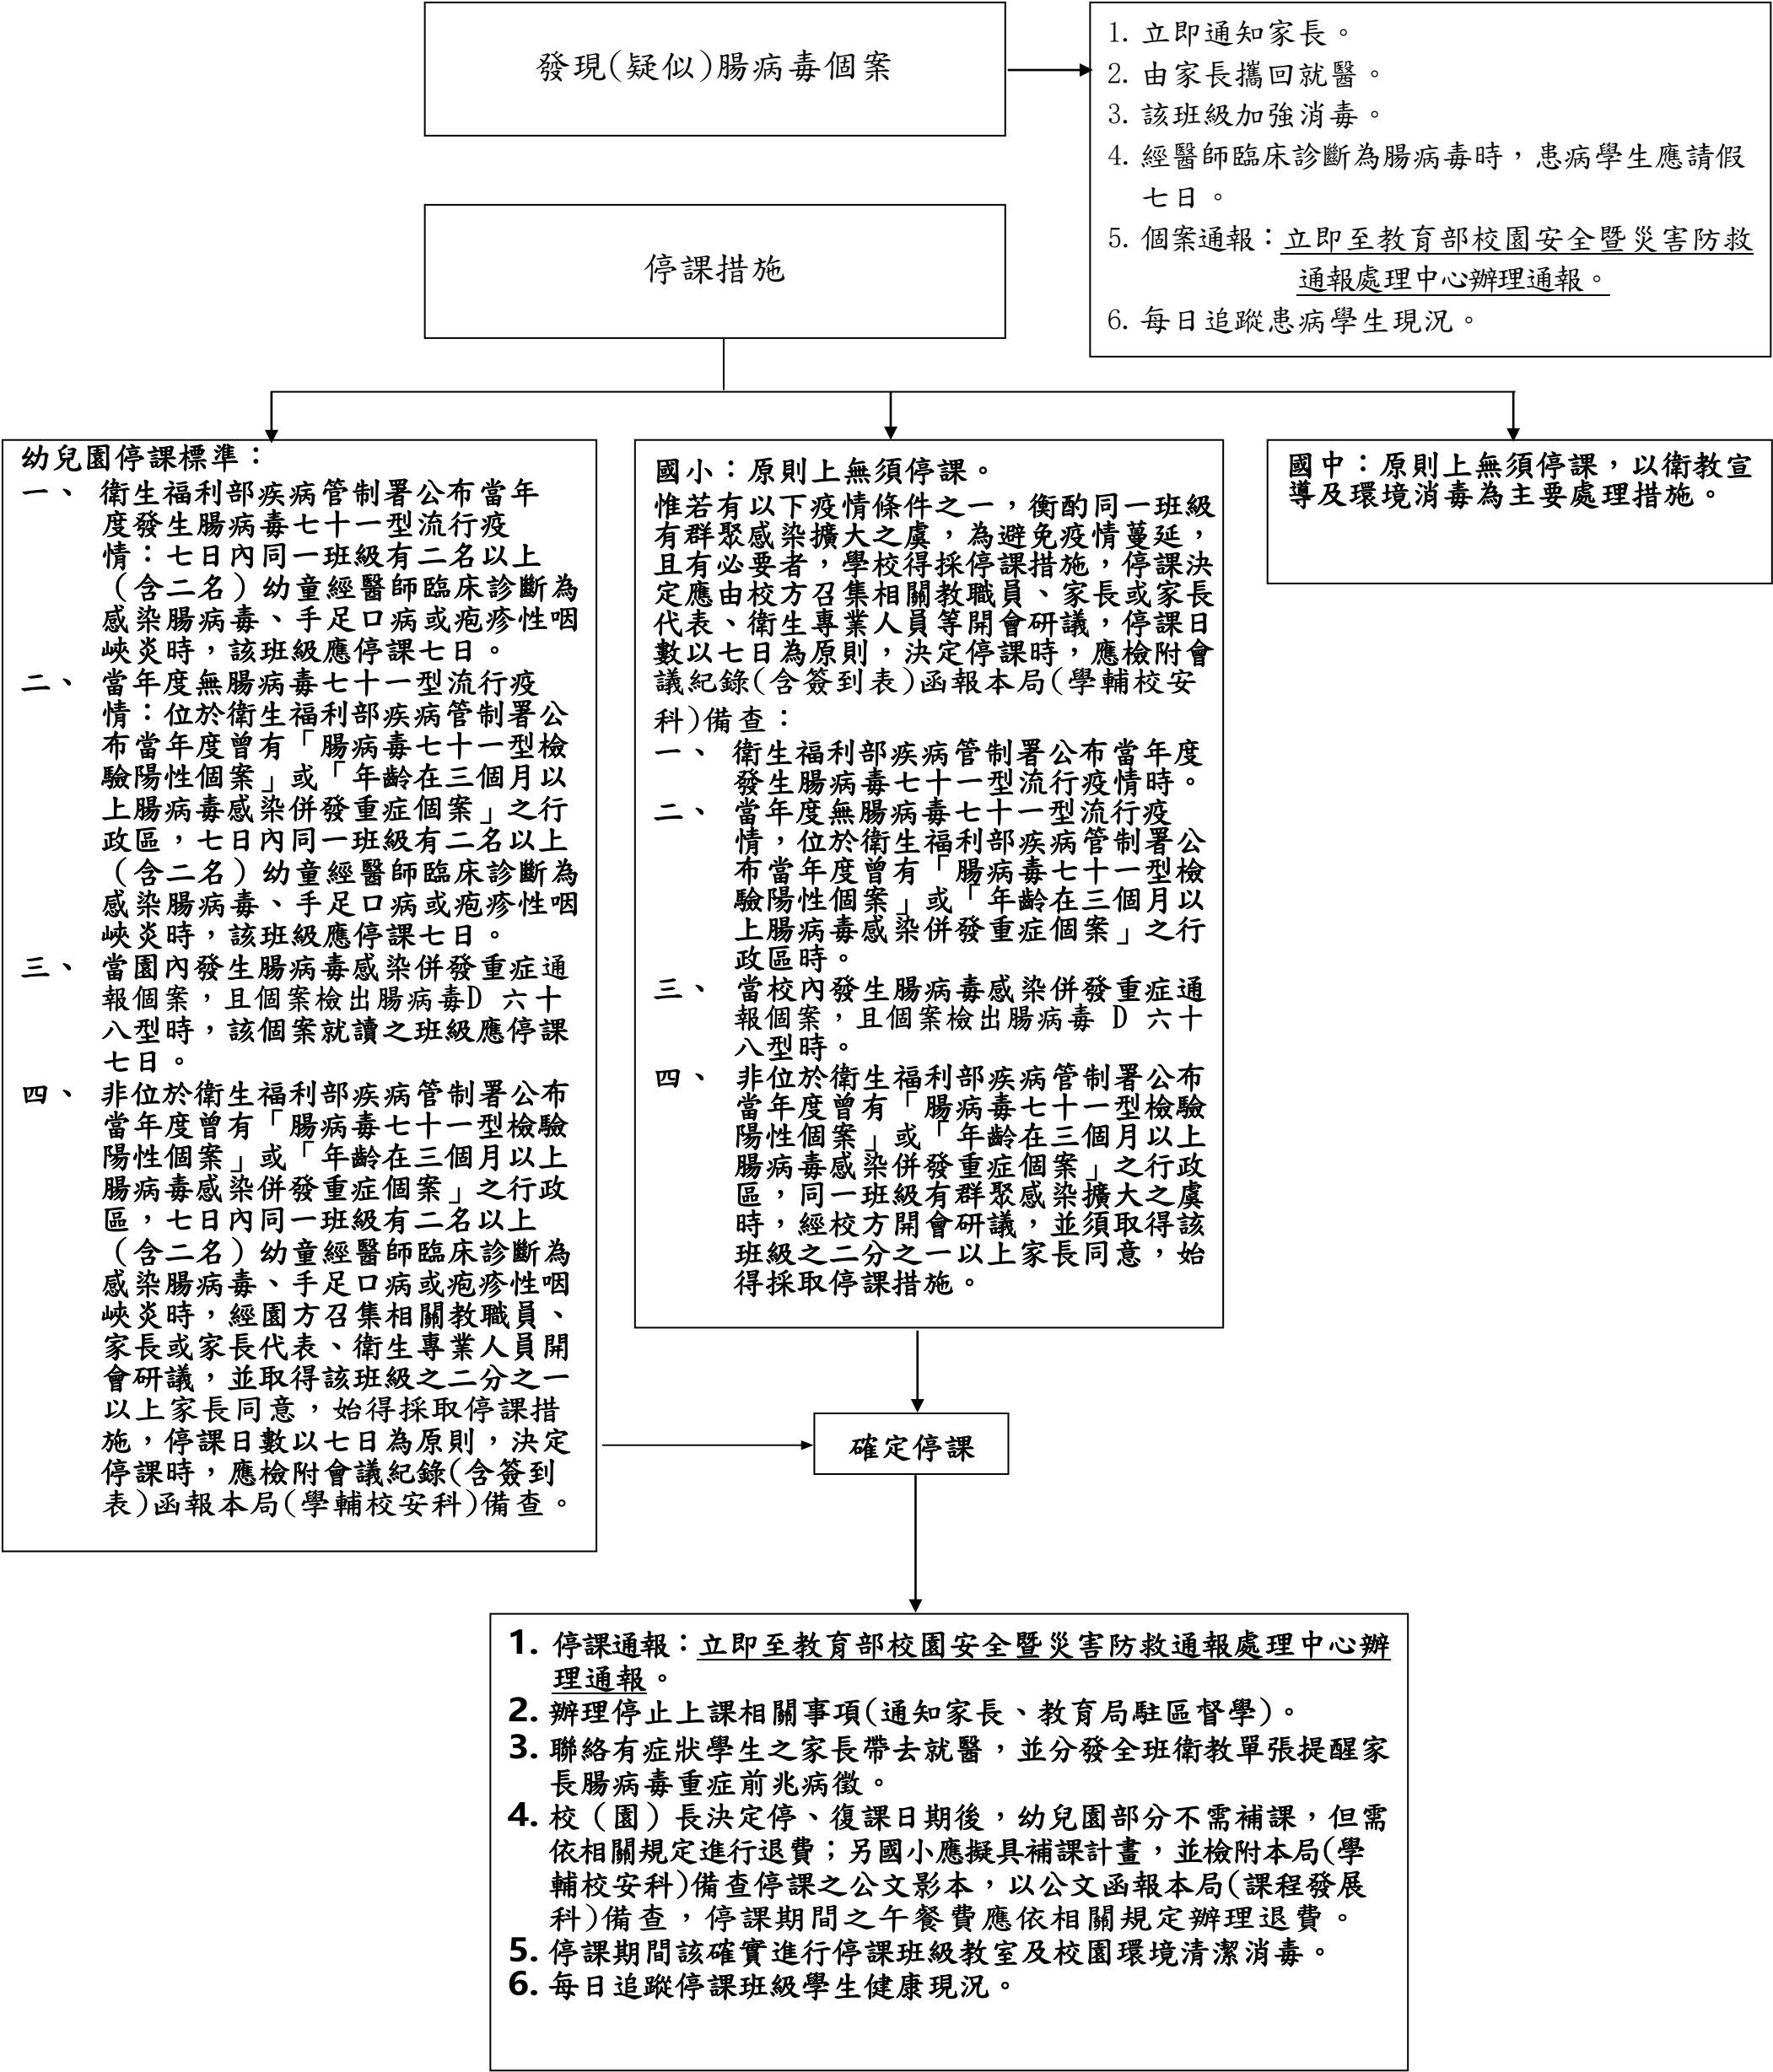 發現(疑似)腸病毒個案
1. 立即通知家長。
2. 由家長攜回就醫。
3. 該班級加強消毒。
4. 經醫師臨床診斷為腸病毒時，患病學生應請假
七日。
5. 個案通報：立即至教育部校園安全暨災害防救
通報處理中心辦理通報。
6. 每日追蹤患病學生現況。
停課措施
幼兒園停課標準：
一、 衛生福利部疾病管制署公布當年
度發生腸病毒七十一型流行疫
情：七日內同一班級有二名以上
（含二名）幼童經醫師臨床診斷為
感染腸病毒、手足口病或疱疹性咽
峽炎時，該班級應停課七日。
二、 當年度無腸病毒七十一型流行疫
情：位於衛生福利部疾病管制署公
布當年度曾有「腸病毒七十一型檢
驗陽性個案」或「年齡在三個月以
上腸病毒感染併發重症個案」之行
政區，七日內同一班級有二名以上
（含二名）幼童經醫師臨床診斷為
感染腸病毒、手足口病或疱疹性咽
峽炎時，該班級應停課七日。
三、 當園內發生腸病毒感染併發重症通
報個案，且個案檢出腸病毒D 六十
八型時，該個案就讀之班級應停課
七日。
四、 非位於衛生福利部疾病管制署公布
當年度曾有「腸病毒七十一型檢驗
陽性個案」或「年齡在三個月以上
腸病毒感染併發重症個案」之行政
區，七日內同一班級有二名以上
（含二名）幼童經醫師臨床診斷為
感染腸病毒、手足口病或疱疹性咽
峽炎時，經園方召集相關教職員、
家長或家長代表、衛生專業人員開
會研議，並取得該班級之二分之一
以上家長同意，始得採取停課措
施，停課日數以七日為原則，決定
停課時，應檢附會議紀錄(含簽到
表)函報本局(學輔校安科)備查。
國小：原則上無須停課。
惟若有以下疫情條件之一，衡酌同一班級
有群聚感染擴大之虞，為避免疫情蔓延，
且有必要者，學校得採停課措施，停課決
定應由校方召集相關教職員、家長或家長
代表、衛生專業人員等開會研議，停課日
數以七日為原則，決定停課時，應檢附會
議紀錄(含簽到表)函報本局(學輔校安
科)備查：
一、 衛生福利部疾病管制署公布當年度
發生腸病毒七十一型流行疫情時。
二、 當年度無腸病毒七十一型流行疫
情，位於衛生福利部疾病管制署公
布當年度曾有「腸病毒七十一型檢
驗陽性個案」或「年齡在三個月以
上腸病毒感染併發重症個案」之行
政區時。
三、 當校內發生腸病毒感染併發重症通
報個案，且個案檢出腸病毒 D 六十
八型時。
四、 非位於衛生福利部疾病管制署公布
當年度曾有「腸病毒七十一型檢驗
陽性個案」或「年齡在三個月以上
腸病毒感染併發重症個案」之行政
區，同一班級有群聚感染擴大之虞
時，經校方開會研議，並須取得該
班級之二分之一以上家長同意，始
得採取停課措施。
國中：原則上無須停課，以衛教宣
導及環境消毒為主要處理措施。
確定停課
1. 停課通報：立即至教育部校園安全暨災害防救通報處理中心辦
理通報。
2. 辦理停止上課相關事項(通知家長、教育局駐區督學)。
3. 聯絡有症狀學生之家長帶去就醫，並分發全班衛教單張提醒家
長腸病毒重症前兆病徵。
4. 校（園）長決定停、復課日期後，幼兒園部分不需補課，但需
依相關規定進行退費；另國小應擬具補課計畫，並檢附本局(學
輔校安科)備查停課之公文影本，以公文函報本局(課程發展
科)備查，停課期間之午餐費應依相關規定辦理退費。
5. 停課期間該確實進行停課班級教室及校園環境清潔消毒。
6. 每日追蹤停課班級學生健康現況。